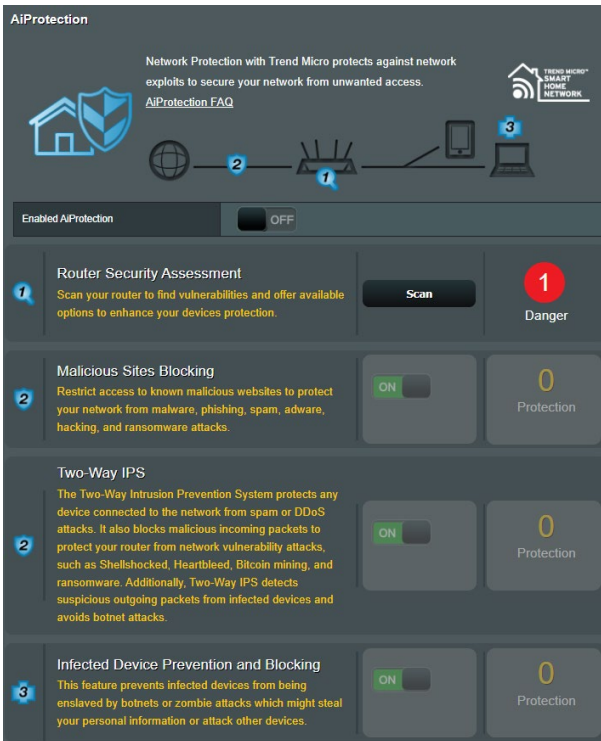 AiProtection
Network Protection with Trend Micro protects against network
exploits to secure your network from unwanted access.
AiProtection FAQ
TREND MICRO™
SMART
HOME
NETWORK
3
2
1
Enabled AiProtection
OFF
1
Router Security Assessment
Scan your router to find vulnerabilities and offer available
options to enhance your devices protection.
Scan
1
Danger
2
Malicious Sites Blocking
Restrict access to known malicious websites to protect
your network from malware, phishing, spam, adware,
hacking, and ransomware attacks.
ON
0
Protection
2
Two-Way IPS
The Two-Way Intrusion Prevention System protects any
device connected to the network from spam or DDoS
attacks. It also blocks malicious incoming packets to
protect your router from network vulnerability attacks,
such as Shellshocked, Heartbleed, Bitcoin mining, and
ransomware. Additionally, Two-Way IPS detects
suspicious outgoing packets from infected devices and
avoids botnet attacks.
ON
0
Protection
3
Infected Device Prevention and Blocking
This feature prevents infected devices from being
enslaved by botnets or zombie attacks which might steal
your personal information or attack other devices.
ON
0
Protection